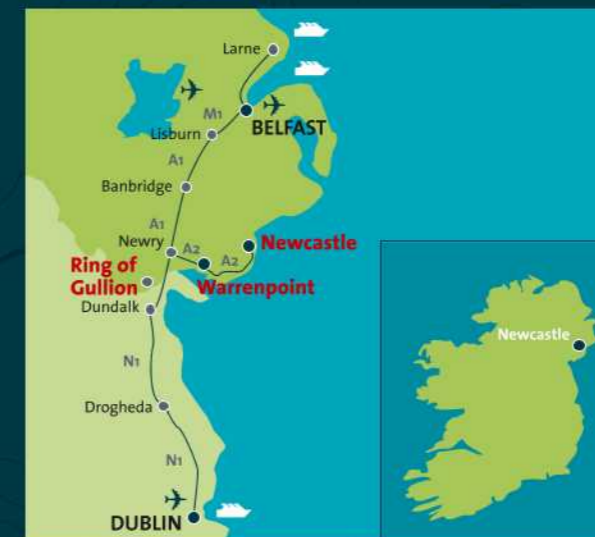 Larne
M1
BELFAST
Lisburn
A1
Banbridge
A1
Newry
A2
A2
Newcastle
Ring of
Gullion
Warrenpoint
Dundalk
N1
Drogheda
N1
DUBLIN
Newcastle